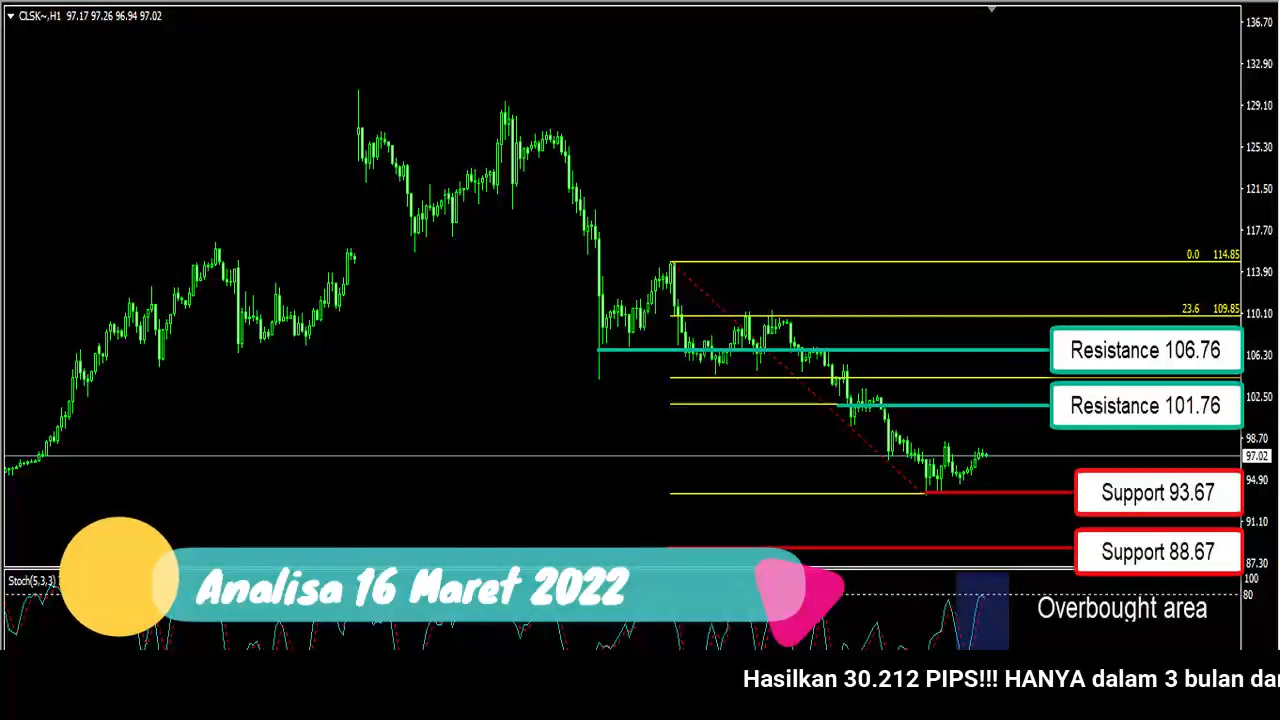 CLSK~,H1 97.17 97.26 96.94 97.02
136.70
132.90
129.10
125.30
121.50
117.70
0.0 114.85
113.90
23.6 109.85
110.10
Resistance 106.76
106.30
Resistance 101.76
102.50
98.70
97.02
94.90
Support 93.67
91.10
Support 88.67
87.30
Stoch(5,3,3)
100
80
Overbought area
Analisa 16 Maret 2022
Hasilkan 30.212 PIPS!!! HANYA dalam 3 bulan